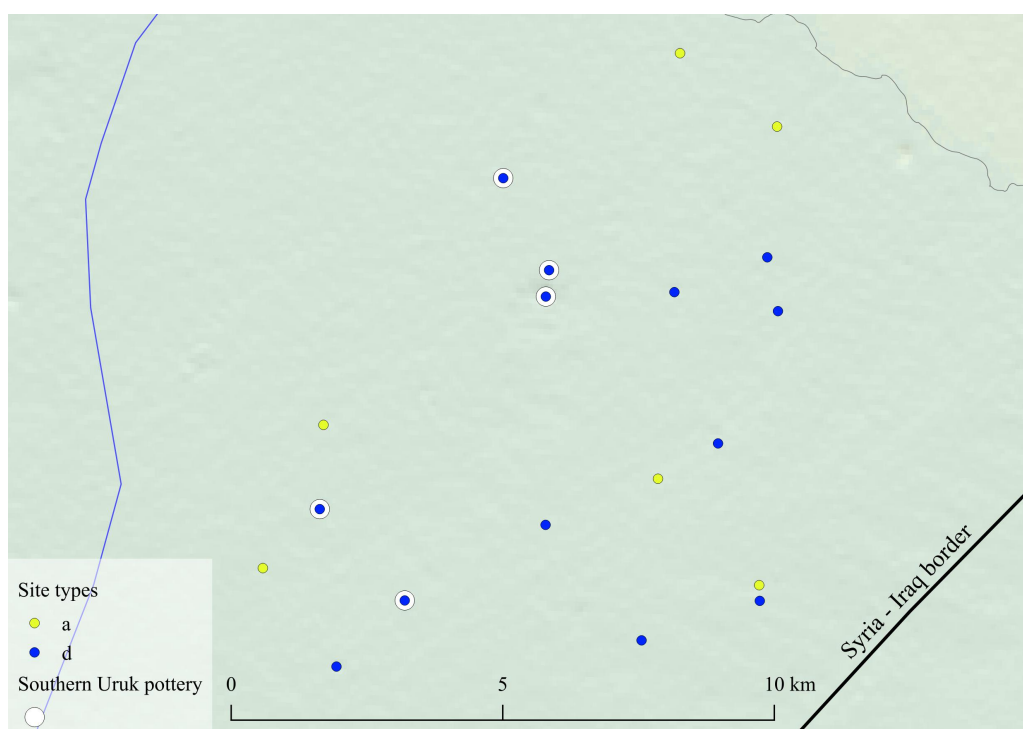 Syria - Iraq border
Site types
a
d
Southern Uruk pottery
0 5 10 km